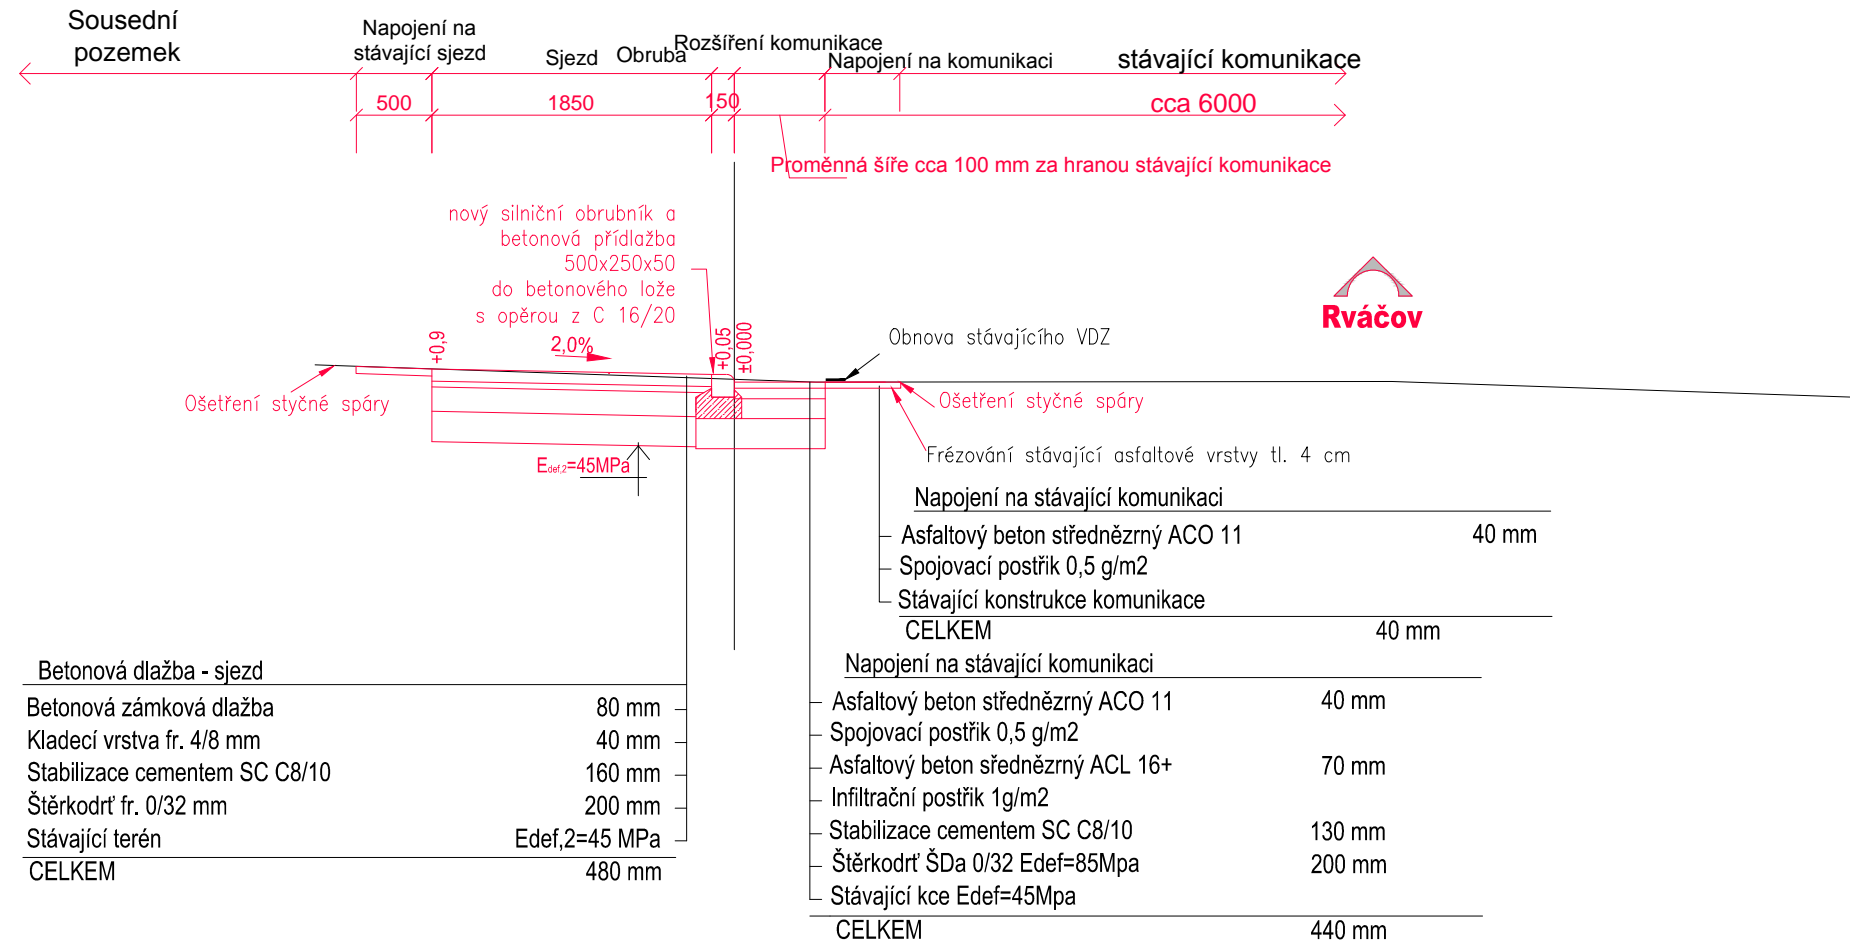 Sousední
pozemek
Napojení na
stávající sjezd
Sjezd
Obruba
Rozšíření komunikace
Napojení na komunikaci
stávající komunikace
500
1850
150
cca 6000
Proměnná šíře cca 100 mm za hranou stávající komunikace
nový silniční obrubník a
betonová přídlažba
500x250x50
do betonového lože
s opěrou z C 16/20
+0,9
2,0%
+0,05
±0,000
Obnova stávajícího VDZ
Rváčov
Ošetření styčné spáry
Ošetření styčné spáry
Edef,2=45MPa
Frézování stávající asfaltové vrstvy tl. 4 cm
Napojení na stávající komunikaci
Asfaltový beton střednězrný ACO 11 40 mm
Spojovací postřik 0,5 g/m2
Stávající konstrukce komunikace
CELKEM 40 mm
Betonová dlažba - sjezd
Betonová zámková dlažba 80 mm
Kladecí vrstva fr. 4/8 mm 40 mm
Stabilizace cementem SC C8/10 160 mm
Štěrkodrť fr. 0/32 mm 200 mm
Stávající terén Edef,2=45 MPa
CELKEM 480 mm
Napojení na stávající komunikaci
Asfaltový beton střednězrný ACO 11 40 mm
Spojovací postřik 0,5 g/m2
Asfaltový beton sřednězrný ACL 16+ 70 mm
Infiltrační postřik 1g/m2
Stabilizace cementem SC C8/10 130 mm
Štěrkodrť ŠDa 0/32 Edef=85Mpa 200 mm
Stávající kce Edef=45Mpa
CELKEM 440 mm